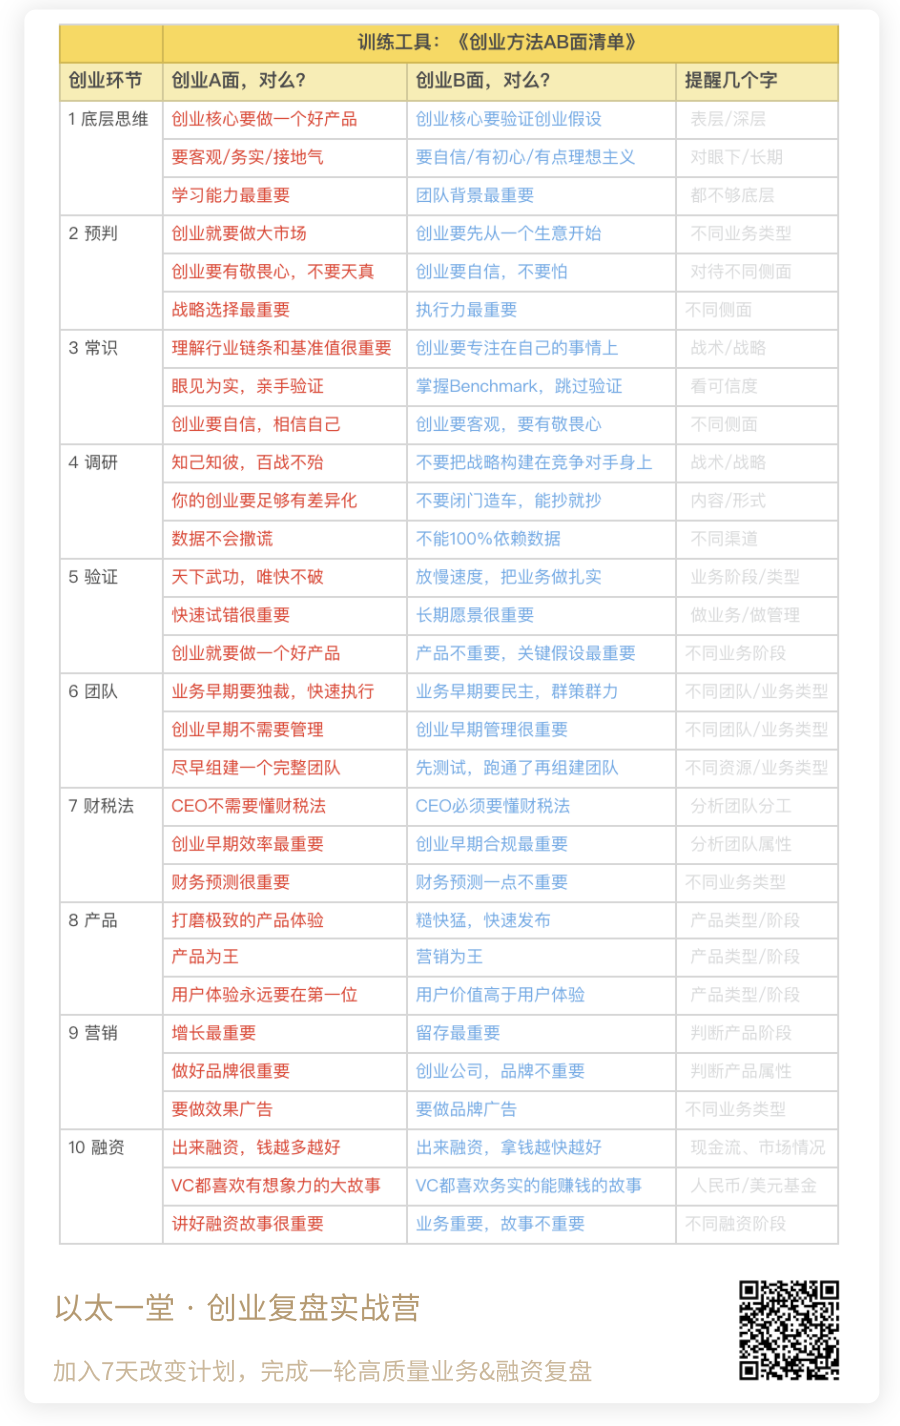 训练工具：《创业方法AB面清单》
创业环节 创业A面，对么？ 创业B面，对么？ 提醒几个字
1 底层思维 创业核心要做一个好产品 创业核心要验证创业假设 表层/深层
要客观/务实/接地气 要自信/有初心/有点理想主义 对眼下/长期
学习能力最重要 团队背景最重要 都不够底层
2 预判 创业就要做大市场 创业要先从一个生意开始 不同业务类型
创业要有敬畏心，不要天真 创业要自信，不要怕 对待不同侧面
战略选择最重要 执行力最重要 不同侧面
3 常识 理解行业链条和基准值很重要 创业要专注在自己的事情上 战术/战略
眼见为实，亲手验证 掌握Benchmark，跳过验证 看可信度
创业要自信，相信自己 创业要客观，要有敬畏心 不同侧面
4 调研 知己知彼，百战不殆 不要把战略构建在竞争对手身上 战术/战略
你的创业要足够有差异化 不要闭门造车，能抄就抄 内容/形式
数据不会撒谎 不能100%依赖数据 不同渠道
5 验证 天下武功，唯快不破 放慢速度，把业务做扎实 业务阶段/类型
快速试错很重要 长期愿景很重要 做业务/做管理
创业就要做一个好产品 产品不重要，关键假设最重要 不同业务阶段
6 团队 业务早期要独裁，快速执行 业务早期要民主，群策群力 不同团队/业务类型
创业早期不需要管理 创业早期管理很重要 不同团队/业务类型
尽早组建一个完整团队 先测试，跑通了再组建团队 不同资源/业务类型
7 财税法 CEO不需要懂财税法 CEO必须要懂财税法 分析团队分工
创业早期效率最重要 创业早期合规最重要 分析团队属性
财务预测很重要 财务预测一点不重要 不同业务类型
8 产品 打磨极致的产品体验 糙快猛，快速发布 产品类型/阶段
产品为王 营销为王 产品类型/阶段
用户体验永远要在第一位 用户价值高于用户体验 产品类型/阶段
9 营销 增长最重要 留存最重要 判断产品阶段
做好品牌很重要 创业公司，品牌不重要 判断产品属性
要做效果广告 要做品牌广告 不同业务类型
10 融资 出来融资，钱越多越好 出来融资，拿钱越快越好 现金流、市场情况
VC都喜欢有想象力的大故事 VC都喜欢务实的能赚钱的故事 人民币/美元基金
讲好融资故事很重要 业务重要，故事不重要 不同融资阶段
以太一堂 · 创业复盘实战营
加入7天改变计划，完成一轮高质量业务&融资复盘